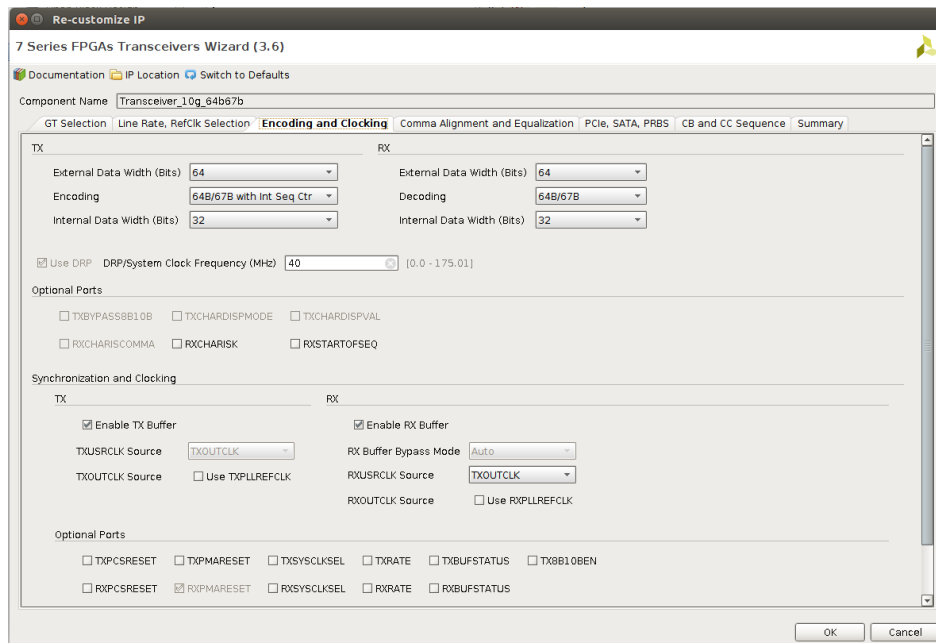 Re-customize IP
7 Series FPGAs Transceivers Wizard (3.6)
Documentation IP Location Switch to Defaults
Component Name Transceiver_10g_64b67b
GT Selection Line Rate, RefClk Selection Encoding and Clocking Comma Alignment and Equalization PCIe, SATA, PRBS CB and CC Sequence Summary
TX RX
External Data Width (Bits) 64 External Data Width (Bits) 64
Encoding 64B/67B with Int Seq Ctr Decoding 64B/67B
Internal Data Width (Bits) 32 Internal Data Width (Bits) 32
Use DRP DRP/System Clock Frequency (MHz) 40 [0.0 - 175.01]
Optional Ports
TXBYPASS8B10B TXCHARDISPMODE TXCHARDISPVAL
RXCHARISCOMMA RXCHARISK RXSTARTOFSEQ
Synchronization and Clocking
TX RX
Enable TX Buffer Enable RX Buffer
TXUSRCLK Source TXOUTCLK RX Buffer Bypass Mode Auto
TXOUTCLK Source Use TXPLLREFCLK RXUSRCLK Source TXOUTCLK
RXOUTCLK Source Use RXPLLREFCLK
Optional Ports
TXPCSRESET TXPMARESET TXSYSCLKSEL TXRATE TXBUFSTATUS TX8B10BEN
RXPCSRESET RXPMARESET RXSYSCLKSEL RXRATE RXBUFSTATUS
OK Cancel